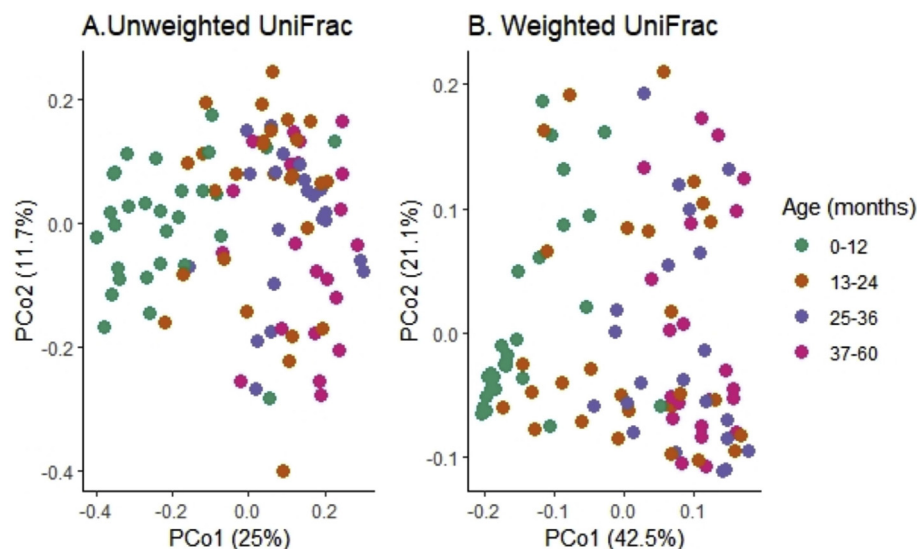 A.Unweighted UniFrac
B. Weighted UniFrac
PCo2 (11.7%)
0.2
0.0
-0.2
-0.4
-0.4
-0.2
0.0
0.2
PCo1 (25%)
PCo2 (21.1%)
0.2
0.1
0.0
-0.1
-0.2
-0.1
0.0
0.1
PCo1 (42.5%)
Age (months)
0-12
13-24
25-36
37-60